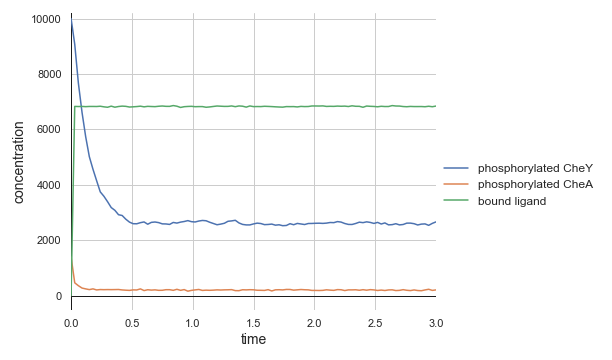 10000
8000
6000
4000
2000
0
concentration
0.0 0.5 1.0 1.5 2.0 2.5 3.0
time
phosphorylated CheY
phosphorylated CheA
bound ligand